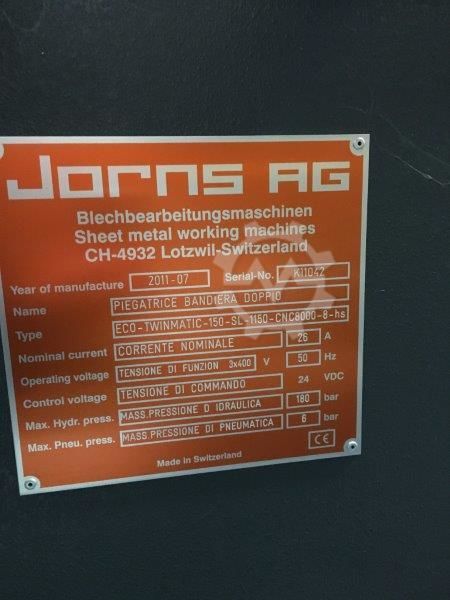 Jorns AG
Blechbearbeitungsmaschinen
Sheet metal working machines
CH-4932 Lotzwil-Switzerland
Year of manufacture 2011-07 Serial-No. K11042
Name PIEGATRICE BANDIERA DOPPIO
Type ECO-TWINMATIC-150-SL-1150-CNC8000-8-hs
Nominal current CORRENTE NOMINALE 26 A
Operating voltage TENSIONE DI FUNZION 3x400 V 50 Hz
Control voltage TENSIONE DI COMMANDO 24 VDC
Max. Hydr. press. MASS.PRESSIONE D IDRAULICA 180 bar
Max. Pneu. press. MASS.PRESSIONE DI PNEUMATICA 6 bar
CE
Made in Switzerland